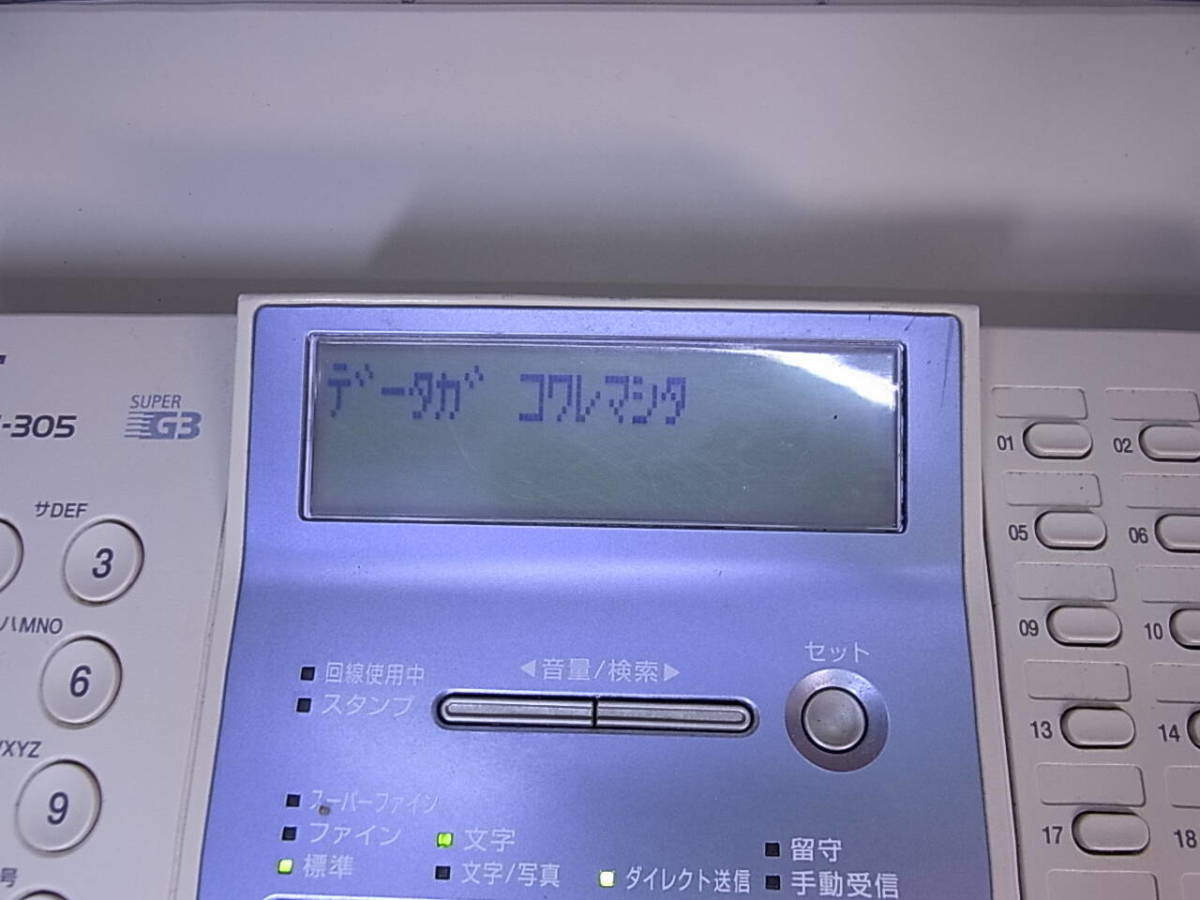 データガ コワレマシタ
-305
SUPER
G3
サDEF
3
ハMNO
6
XYZ
9
号
回線使用中
スタンプ
◀音量/検索▶
セット
スーパーファイン
ファイン
標準
文字
文字/写真
ダイレクト送信
留守
手動受信
01
02
05
06
09
10
13
14
17
18